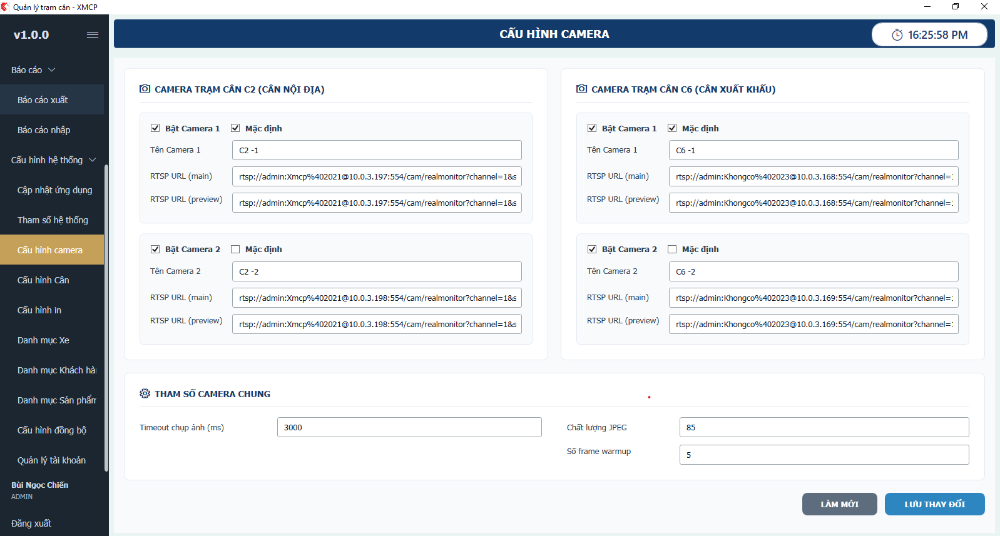 Quản lý trạm cân - XMCP
v1.0.0
Báo cáo
Báo cáo xuất
Báo cáo nhập
Cấu hình hệ thống
Cập nhật ứng dụng
Tham số hệ thống
Cấu hình camera
Cấu hình Cân
Cấu hình in
Danh mục Xe
Danh mục Khách hàn
Danh mục Sản phẩm
Cấu hình đồng bộ
Quản lý tài khoản
Bùi Ngọc Chiến
ADMIN
Đăng xuất
CẤU HÌNH CAMERA
16:25:58 PM
CAMERA TRẠM CÂN C2 (CÂN NỘI ĐỊA)
Bật Camera 1 Mặc định
Tên Camera 1 C2 -1
RTSP URL (main) rtsp://admin:Xmcp%402021@10.0.3.197:554/cam/realmonitor?channel=1&s
RTSP URL (preview) rtsp://admin:Xmcp%402021@10.0.3.197:554/cam/realmonitor?channel=1&s
Bật Camera 2 Mặc định
Tên Camera 2 C2 -2
RTSP URL (main) rtsp://admin:Xmcp%402021@10.0.3.198:554/cam/realmonitor?channel=1&s
RTSP URL (preview) rtsp://admin:Xmcp%402021@10.0.3.198:554/cam/realmonitor?channel=1&s
CAMERA TRẠM CÂN C6 (CÂN XUẤT KHẨU)
Bật Camera 1 Mặc định
Tên Camera 1 C6 -1
RTSP URL (main) rtsp://admin:Khongco%402023@10.0.3.168:554/cam/realmonitor?channel=1
RTSP URL (preview) rtsp://admin:Khongco%402023@10.0.3.168:554/cam/realmonitor?channel=1
Bật Camera 2 Mặc định
Tên Camera 2 C6 -2
RTSP URL (main) rtsp://admin:Khongco%402023@10.0.3.169:554/cam/realmonitor?channel=1
RTSP URL (preview) rtsp://admin:Khongco%402023@10.0.3.169:554/cam/realmonitor?channel=1
THAM SỐ CAMERA CHUNG
Timeout chụp ảnh (ms) 3000
Chất lượng JPEG 85
Số frame warmup 5
LÀM MỚI
LƯU THAY ĐỔI